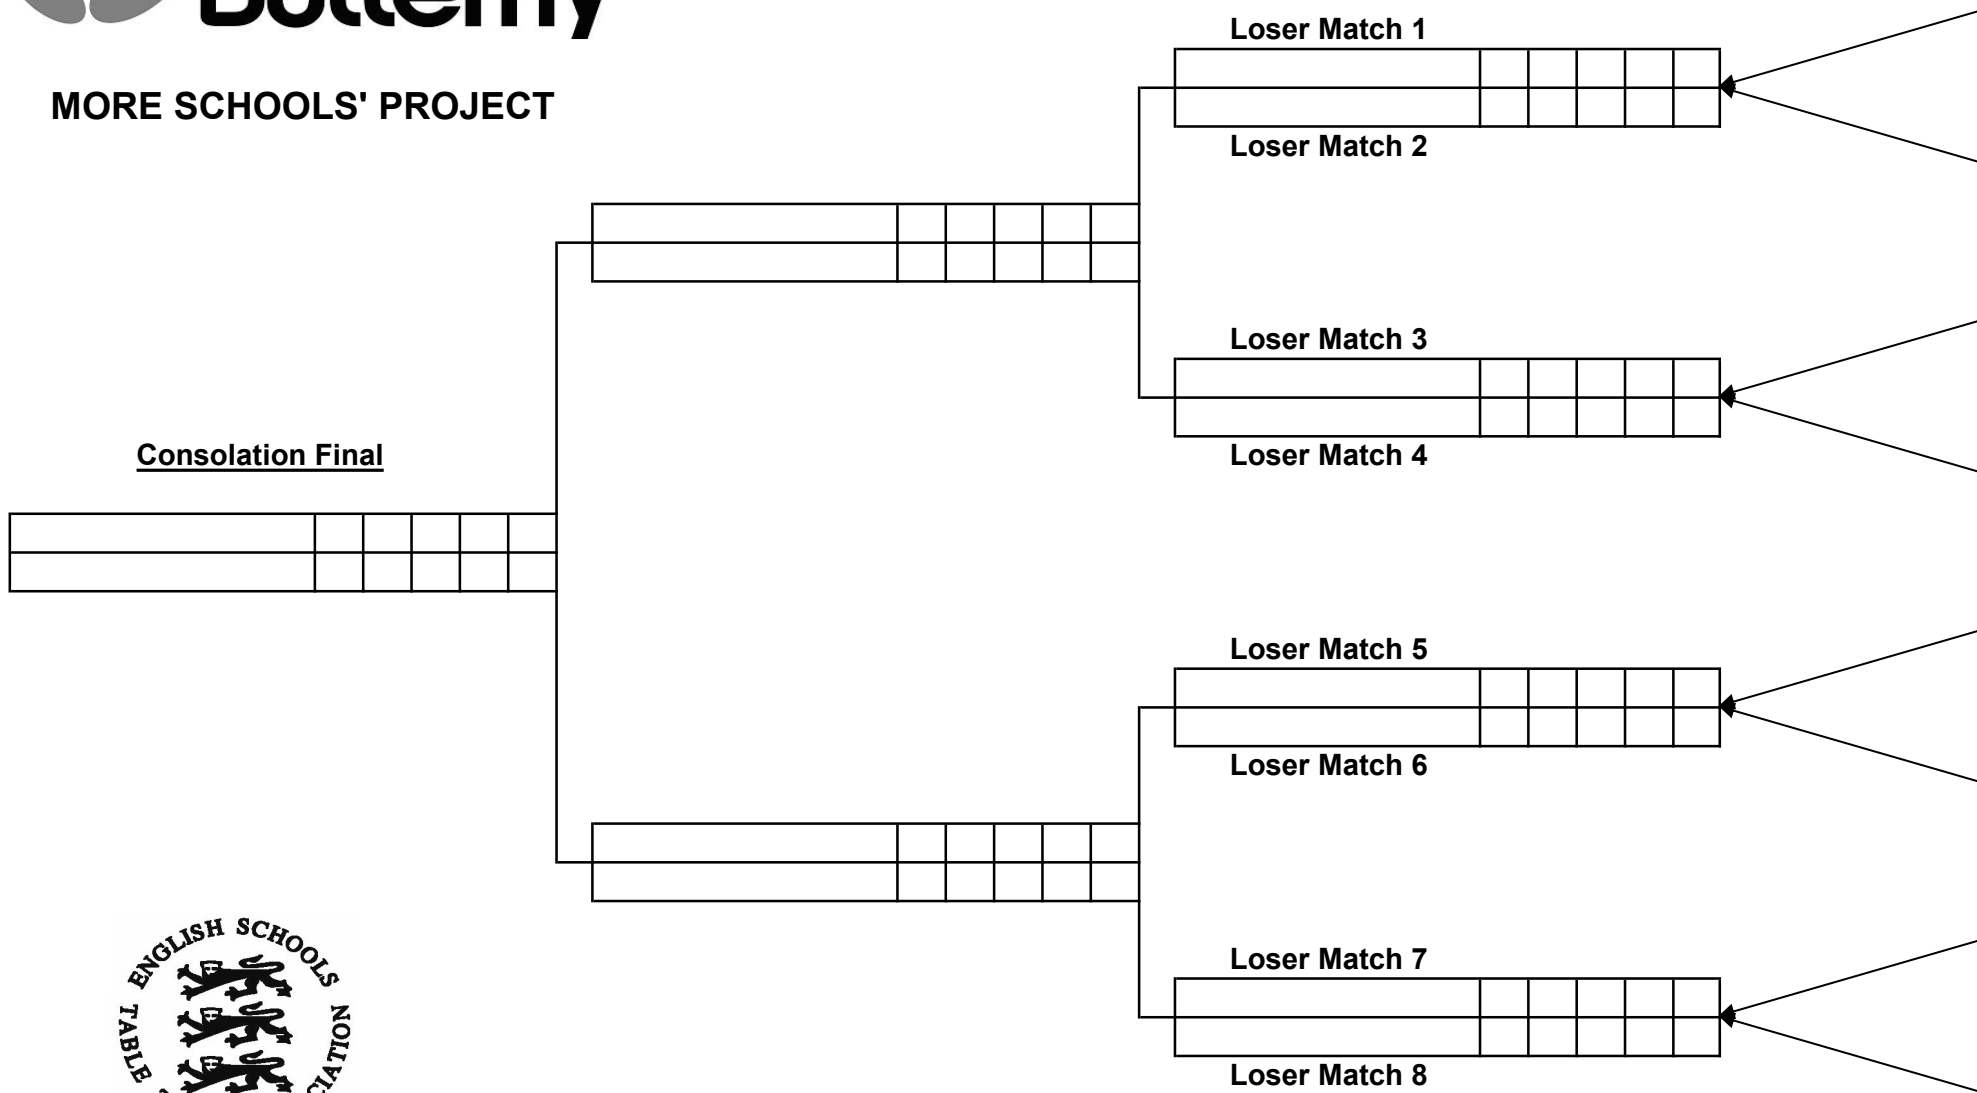 Butterfly
MORE SCHOOLS' PROJECT
Loser Match 1
Loser Match 2
Loser Match 3
Loser Match 4
Consolation Final
Loser Match 5
Loser Match 6
Loser Match 7
Loser Match 8
ENGLISH SCHOOLS
TABLE